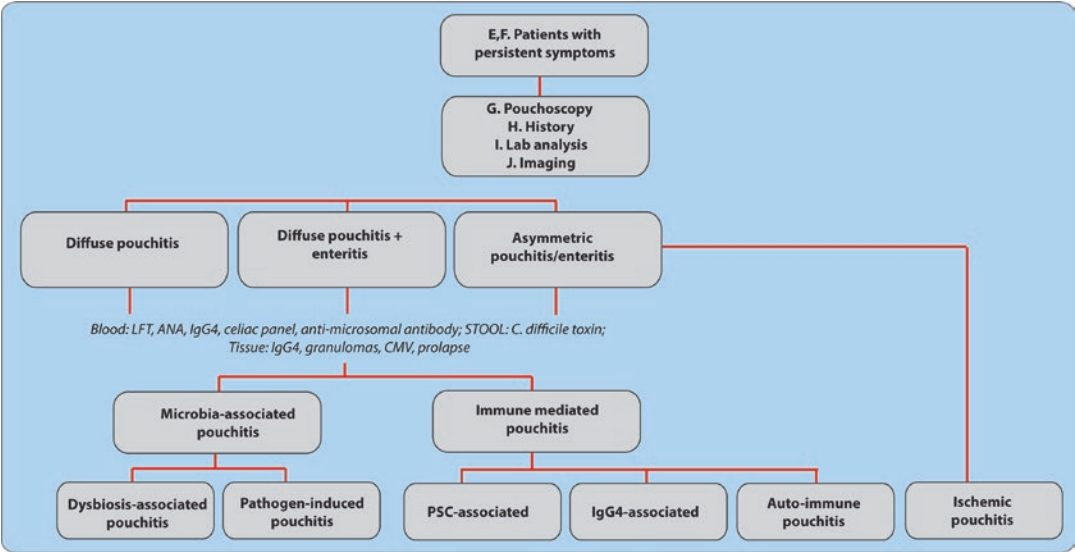 E,F. Patients with
persistent symptoms
G. Pouchoscopy
H. History
I. Lab analysis
J. Imaging
Diffuse pouchitis
Diffuse pouchitis +
enteritis
Asymmetric
pouchitis/enteritis
Blood: LFT, ANA, IgG4, celiac panel, anti-microsomal antibody; STOOL: C. difficile toxin;
Tissue: IgG4, granulomas, CMV, prolapse
Microbia-associated
pouchitis
Immune mediated
pouchitis
Dysbiosis-associated
pouchitis
Pathogen-induced
pouchitis
PSC-associated
IgG4-associated
Auto-immune
pouchitis
Ischemic
pouchitis